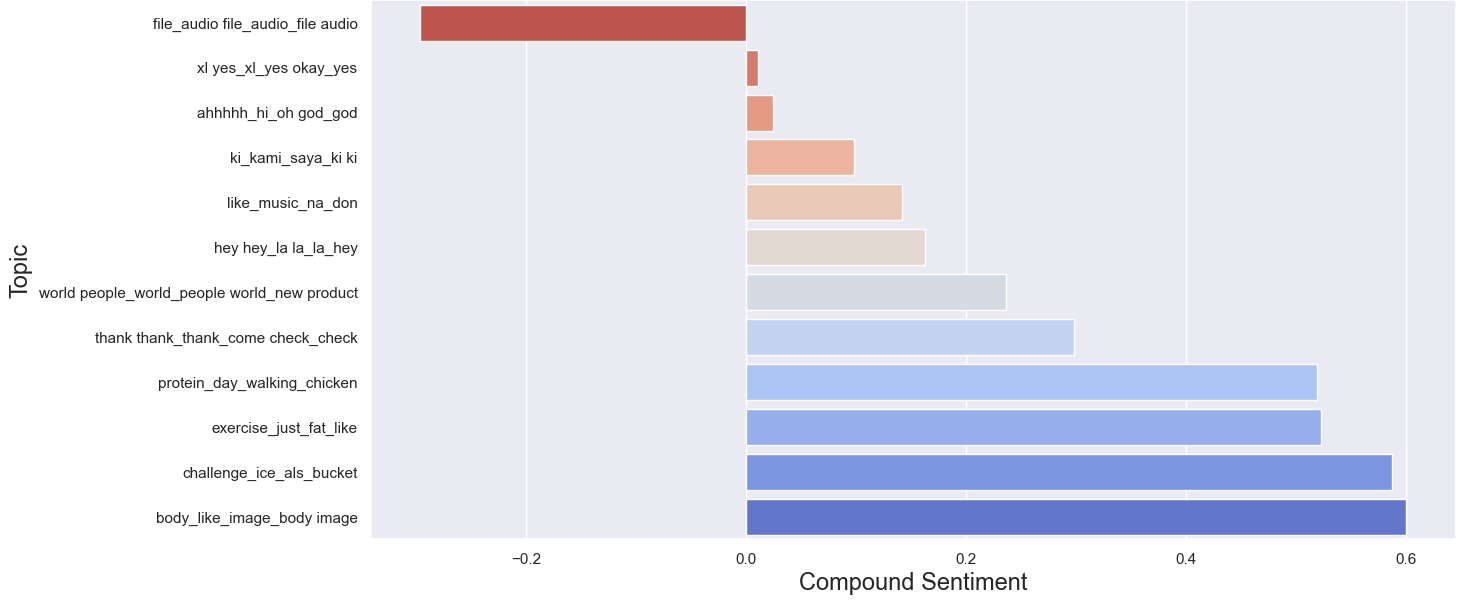 file_audio file_audio_file audio
xl yes_xl_yes okay_yes
ahhhhh_hi_oh god_god
ki_kami_saya_ki ki
like_music_na_don
hey hey_la la_la_hey
world people_world_people world_new product
thank thank_thank_come check_check
protein_day_walking_chicken
exercise_just_fat_like
challenge_ice_als_bucket
body_like_image_body image
Topic
−0.2
0.0
0.2
0.4
0.6
Compound Sentiment